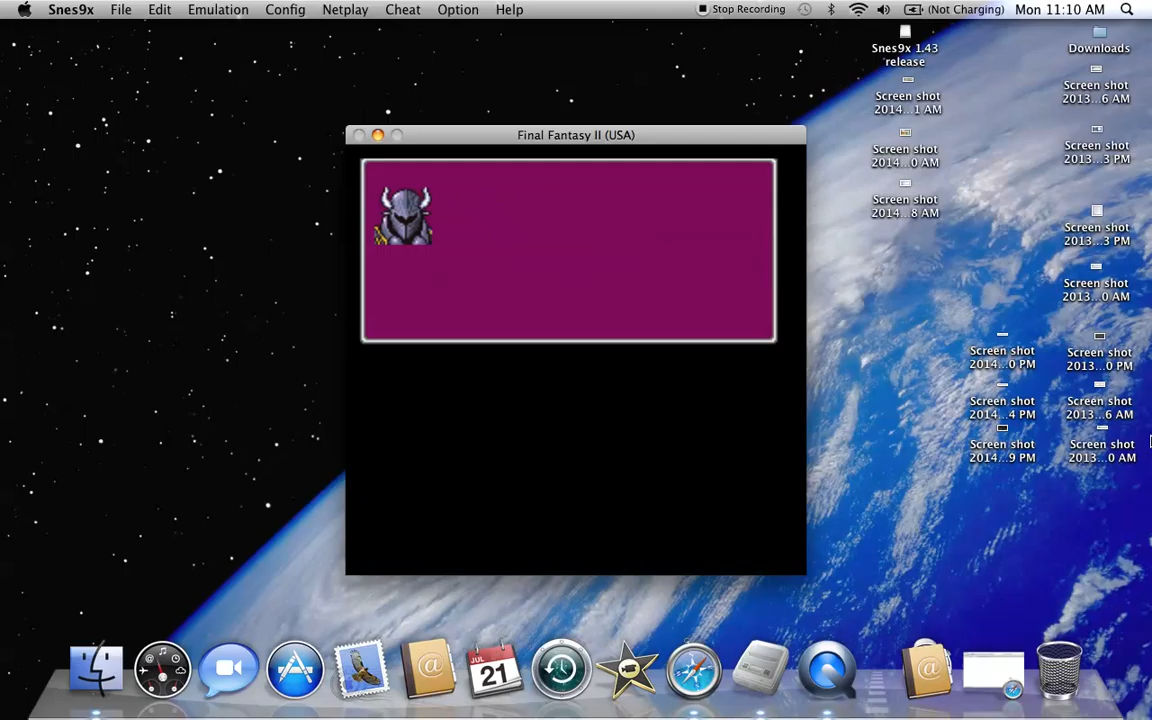 Snes9x File Edit Emulation Config Netplay Cheat Option Help Stop Recording (Not Charging) Mon 11:10 AM
Snes9x 1.43
release
Downloads
Screen shot
2014...1 AM
Screen shot
2013...6 AM
Final Fantasy II (USA)
Screen shot
2014...0 AM
Screen shot
2013...3 PM
Screen shot
2014...8 AM
Screen shot
2013...3 PM
Screen shot
2013...0 AM
Screen shot
2014...0 PM
Screen shot
2013...0 PM
Screen shot
2014...4 PM
Screen shot
2013...6 AM
Screen shot
2014...9 PM
Screen shot
2013...0 AM
JUL
21